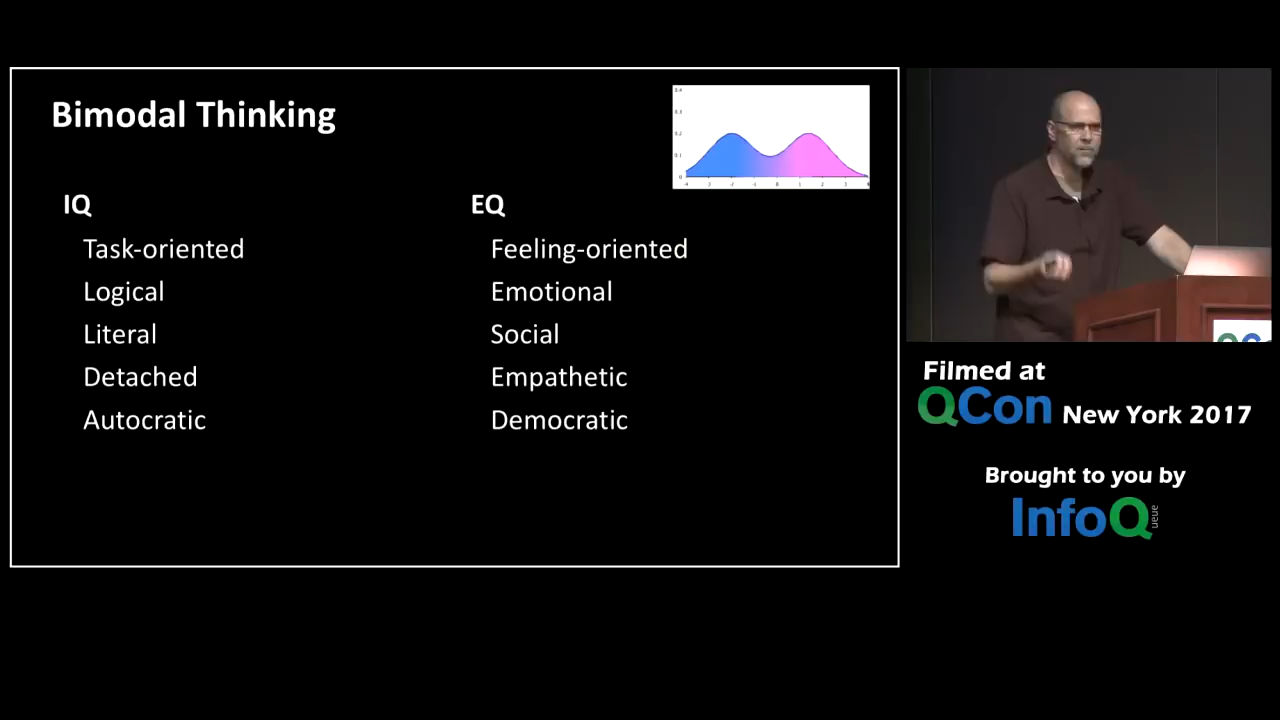 Bimodal Thinking
IQ
Task-oriented
Logical
Literal
Detached
Autocratic
EQ
Feeling-oriented
Emotional
Social
Empathetic
Democratic
Filmed at
QCon New York 2017
Brought to you by
InfoQ
ueue